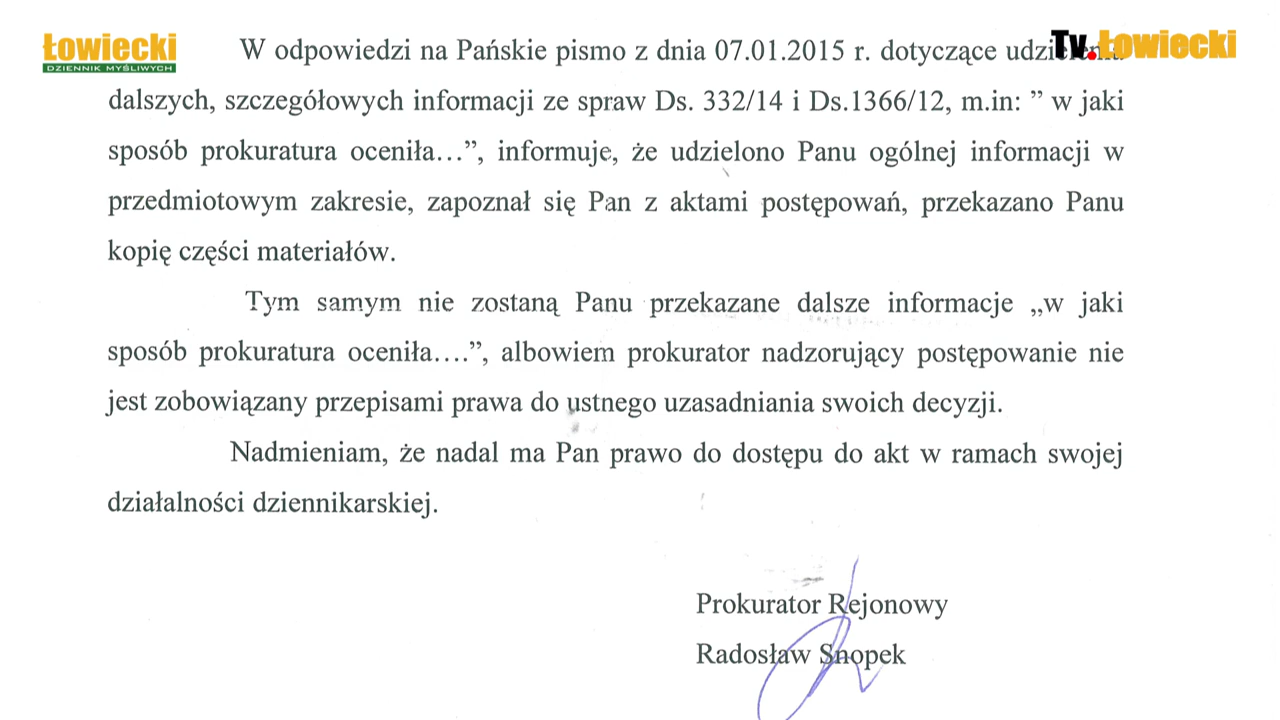 Łowiecki
DZIENNIK MYŚLIWYCH
Tv.Łowiecki
W odpowiedzi na Pańskie pismo z dnia 07.01.2015 r. dotyczące
dalszych, szczegółowych informacji ze spraw Ds. 332/14 i Ds.1366/12, m.in: ” w jaki
sposób prokuratura oceniła…”, informuje, że udzielono Panu ogólnej informacji w
przedmiotowym zakresie, zapoznał się Pan z aktami postępowań, przekazano Panu
kopię części materiałów.
Tym samym nie zostaną Panu przekazane dalsze informacje „w jaki
sposób prokuratura oceniła….”, albowiem prokurator nadzorujący postępowanie nie
jest zobowiązany przepisami prawa do ustnego uzasadniania swoich decyzji.
Nadmieniam, że nadal ma Pan prawo do dostępu do akt w ramach swojej
działalności dziennikarskiej.
Prokurator Rejonowy
Radosław Snopek